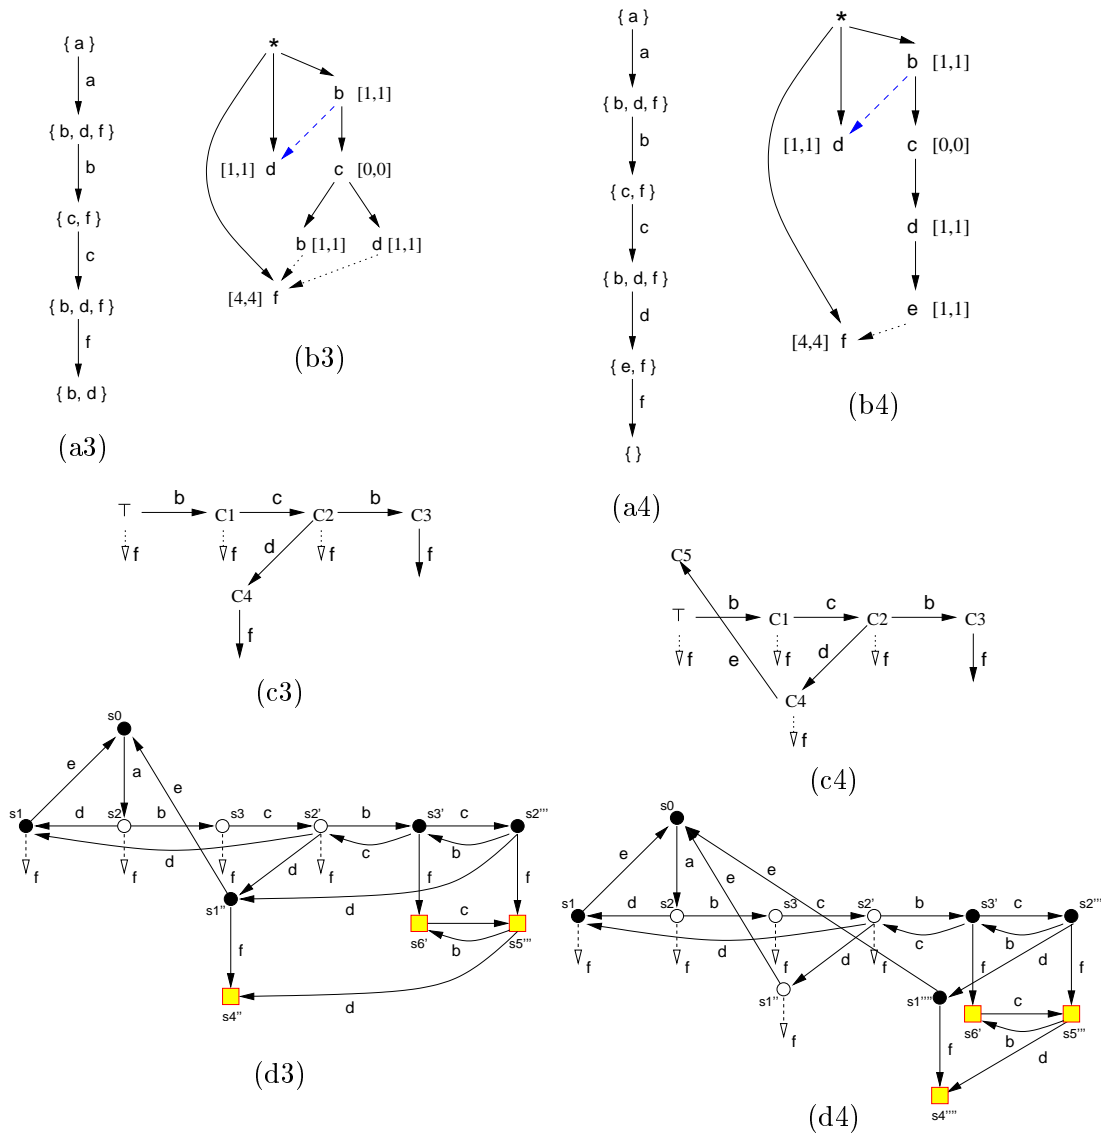 { a }
a
{ b, d, f }
b
{ c, f }
c
{ b, d, f }
f
{ b, d }
(a3)
*
b [1,1]
[1,1] d
c [0,0]
b [1,1] d [1,1]
[4,4] f
(b3)
{ a }
a
{ b, d, f }
b
{ c, f }
c
{ b, d, f }
d
{ e, f }
f
{ }
(a4)
*
b [1,1]
[1,1] d
c [0,0]
d [1,1]
e [1,1]
[4,4] f
(b4)
⊤ b C1 c C2 b C3
f f f f
d
C4
f
(c3)
C5
⊤ b C1 c C2 b C3
f f f f
e d
C4
f
(c4)
s0
e a e
s1 d s2 b s3 c s2' b s3' c s2'''
d c b
f f f f f f
d
s1'' d
c
s6' b s5'''
f
d
s4''
(d3)
s0
e a e e
s1 d s2 b s3 c s2' b s3' c s2'''
d c b
f f f f f f
d d
s1'' s1''''
f
c
s6' b s5'''
f d
s4''''
(d4)